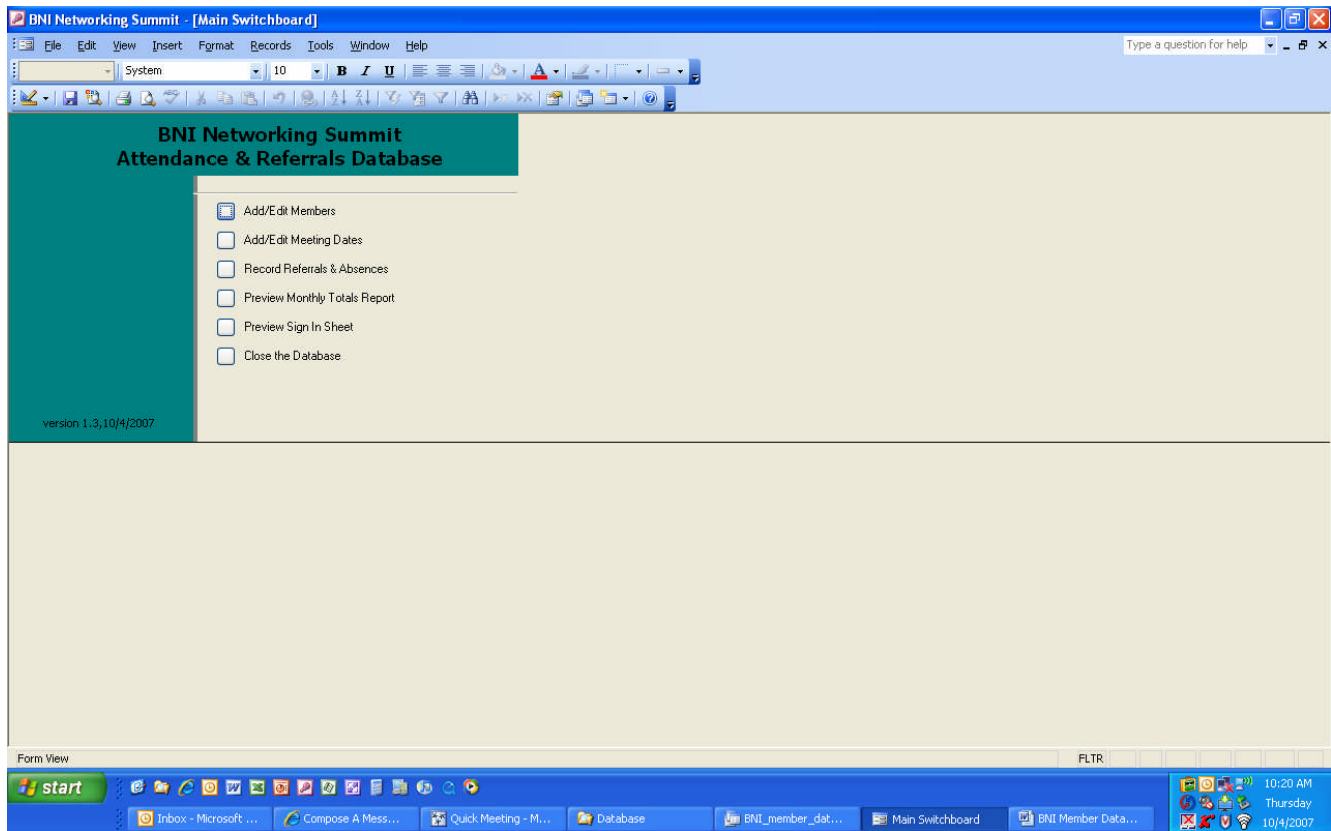 BNI Networking Summit - [Main Switchboard]
File Edit View Insert Format Records Tools Window Help
Type a question for help
System 10 B I U A
BNI Networking Summit
Attendance & Referrals Database
Add/Edit Members
Add/Edit Meeting Dates
Record Referrals & Absences
Preview Monthly Totals Report
Preview Sign In Sheet
Close the Database
version 1.3,10/4/2007
Form View
FLTR
start
10:20 AM
Thursday
10/4/2007
Inbox - Microsoft ...
Compose A Mess...
Quick Meeting - M...
Database
BNI_member_dat...
Main Switchboard
BNI Member Data...